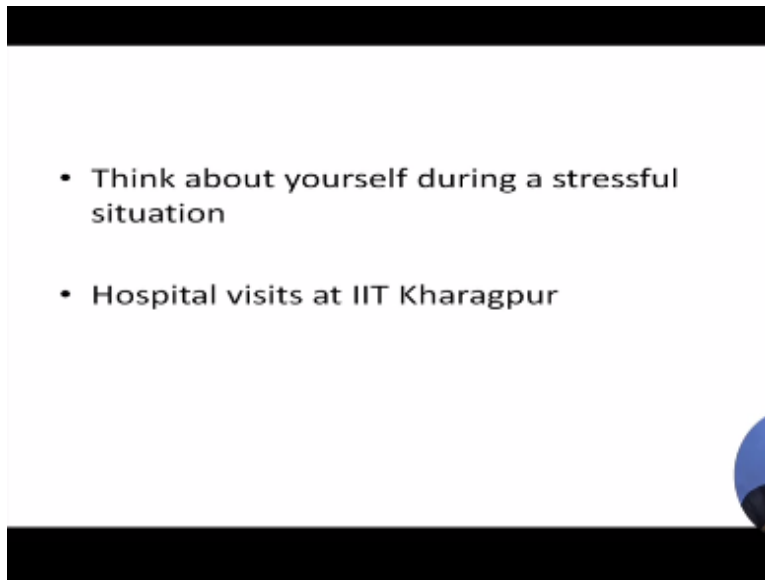 • Think about yourself during a stressful
situation
• Hospital visits at IIT Kharagpur